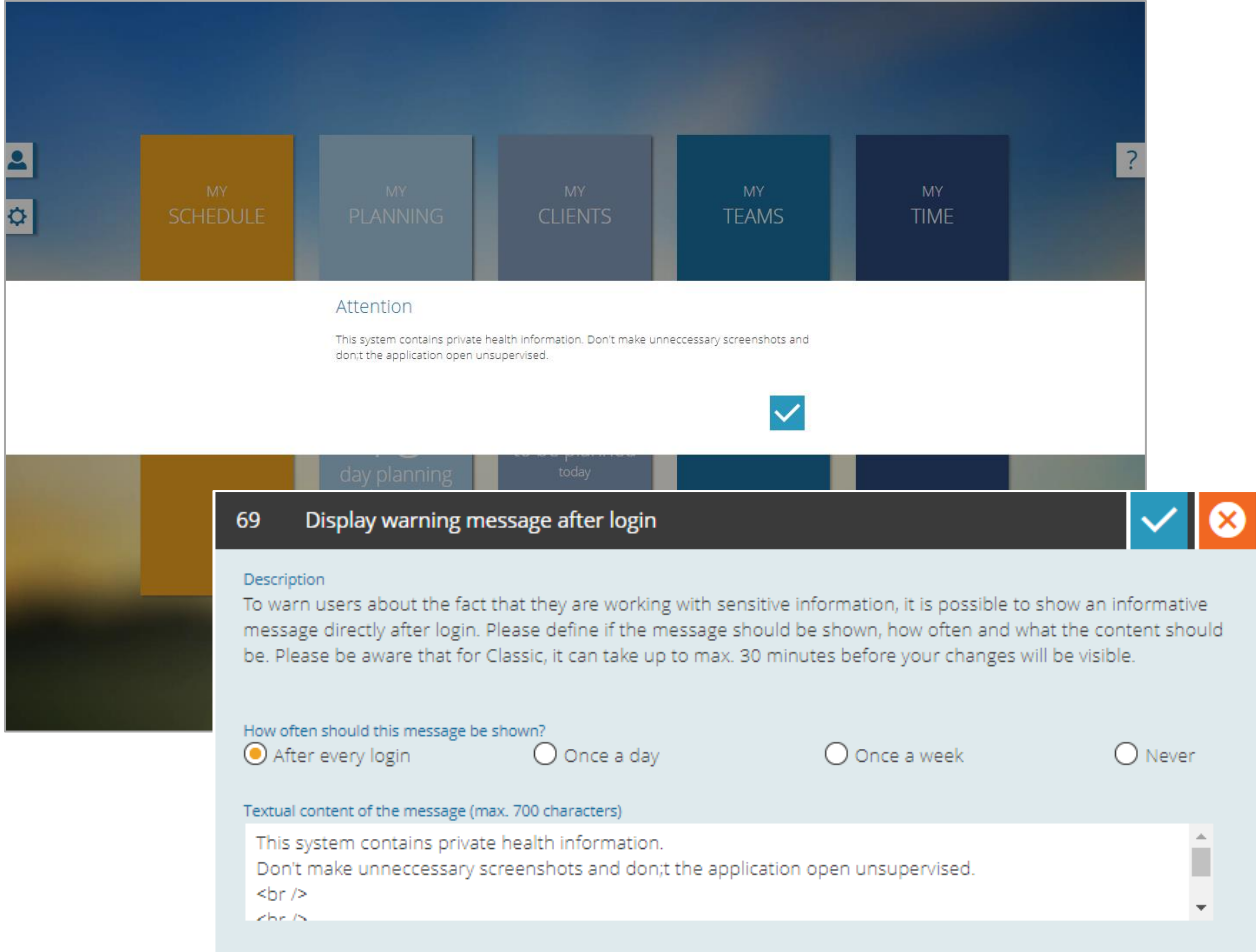 ?
MY
SCHEDULE
MY
PLANNING
MY
CLIENTS
MY
TEAMS
MY
TIME
Attention
This system contains private health information. Don't make unneccessary screenshots and
don;t the application open unsupervised.
day planning
to be planned
today
69 Display warning message after login
Description
To warn users about the fact that they are working with sensitive information, it is possible to show an informative
message directly after login. Please define if the message should be shown, how often and what the content should
be. Please be aware that for Classic, it can take up to max. 30 minutes before your changes will be visible.
How often should this message be shown?
After every login Once a day Once a week Never
Textual content of the message (max. 700 characters)
This system contains private health information.
Don't make unneccessary screenshots and don;t the application open unsupervised.
<br />
<br />